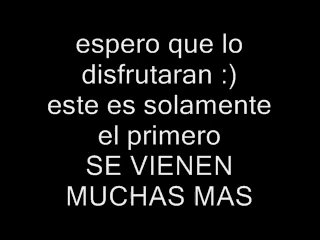 espero que lo
disfrutaran :)
este es solamente
el primero
SE VIENEN
MUCHAS MAS